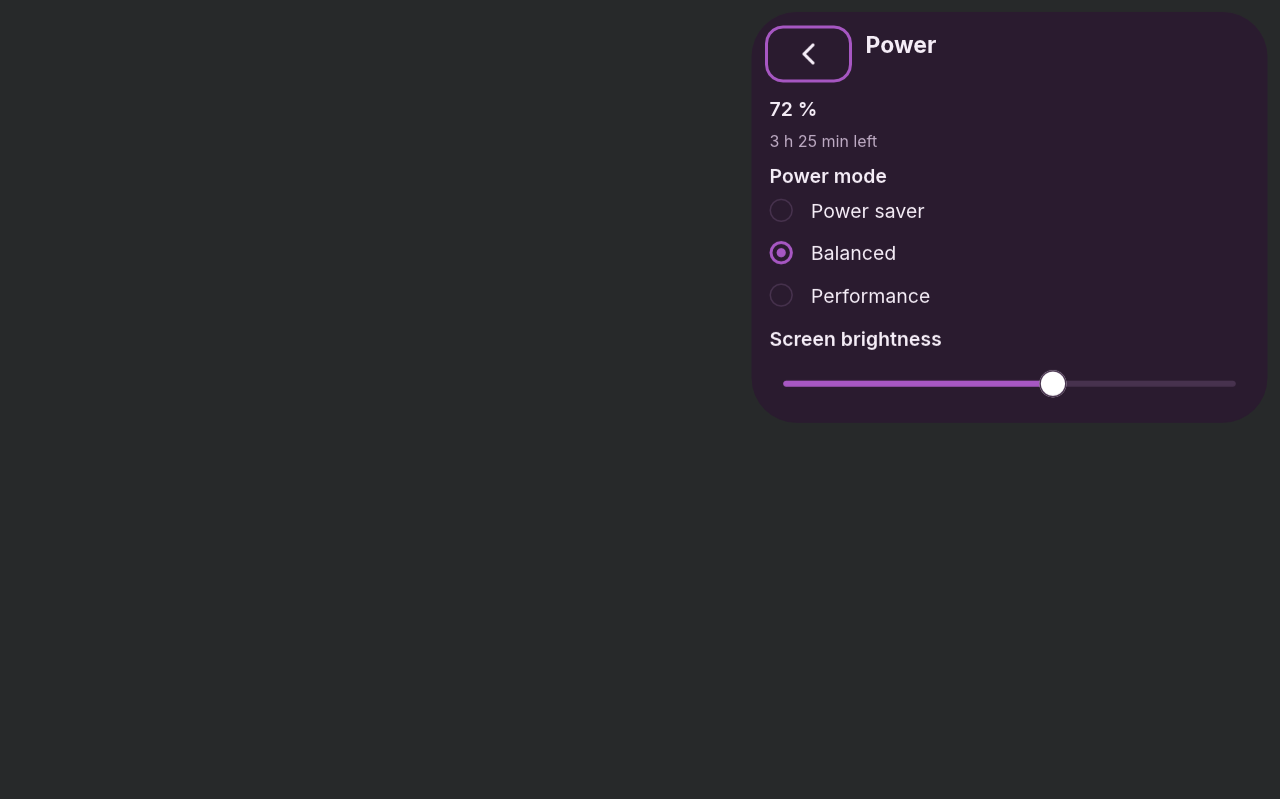 Power
72 %
3 h 25 min left
Power mode
Power saver
Balanced
Performance
Screen brightness